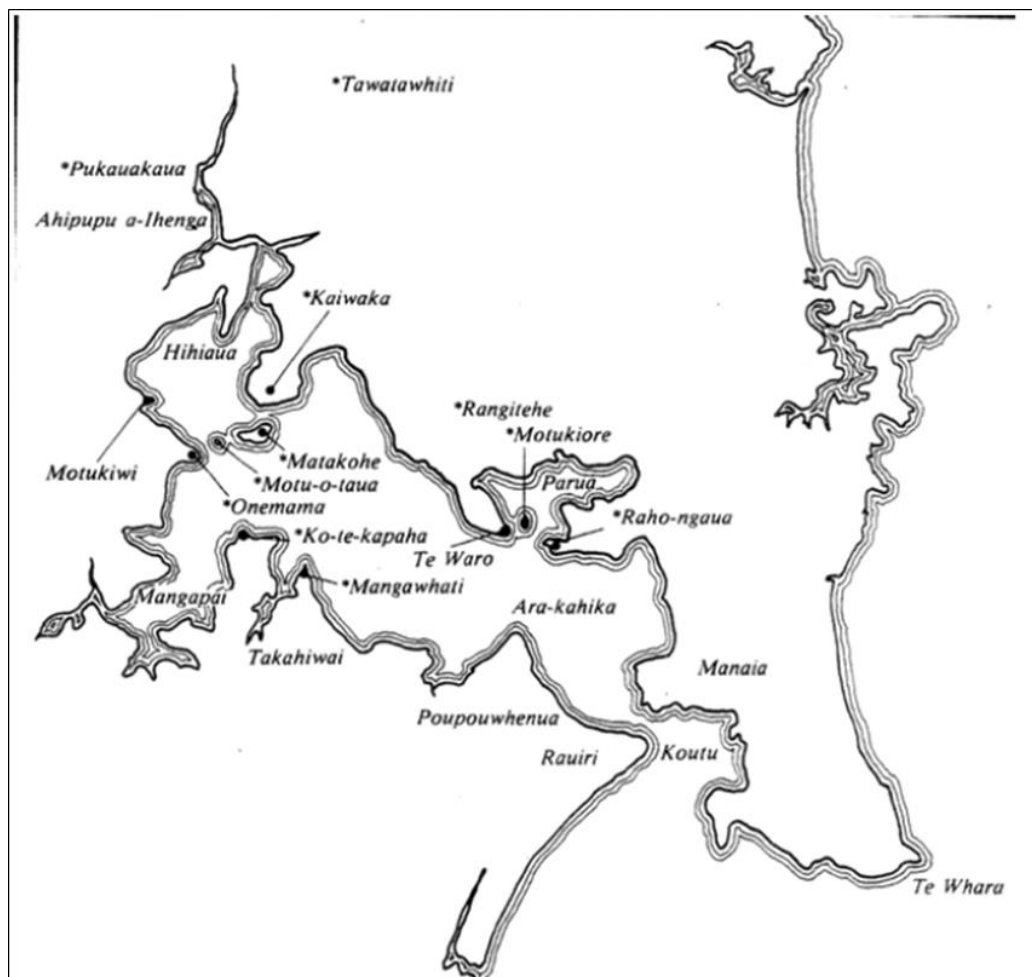 *Tawatawhiti
*Pukauakaua
Ahipupu a-Ihenga
*Kaiwaka
Hihiaua
*Rangitehe
*Motukiore
*Matakohe
Motukiwi
*Motu-o-taua
Parua
*Onemama
*Raho-ngaua
*Ko-te-kapaha
Te Waro
*Mangawhati
Mangapai
Ara-kahika
Takahiwai
Manaia
Poupouwhenua
Rauiri
Koutu
Te Whara